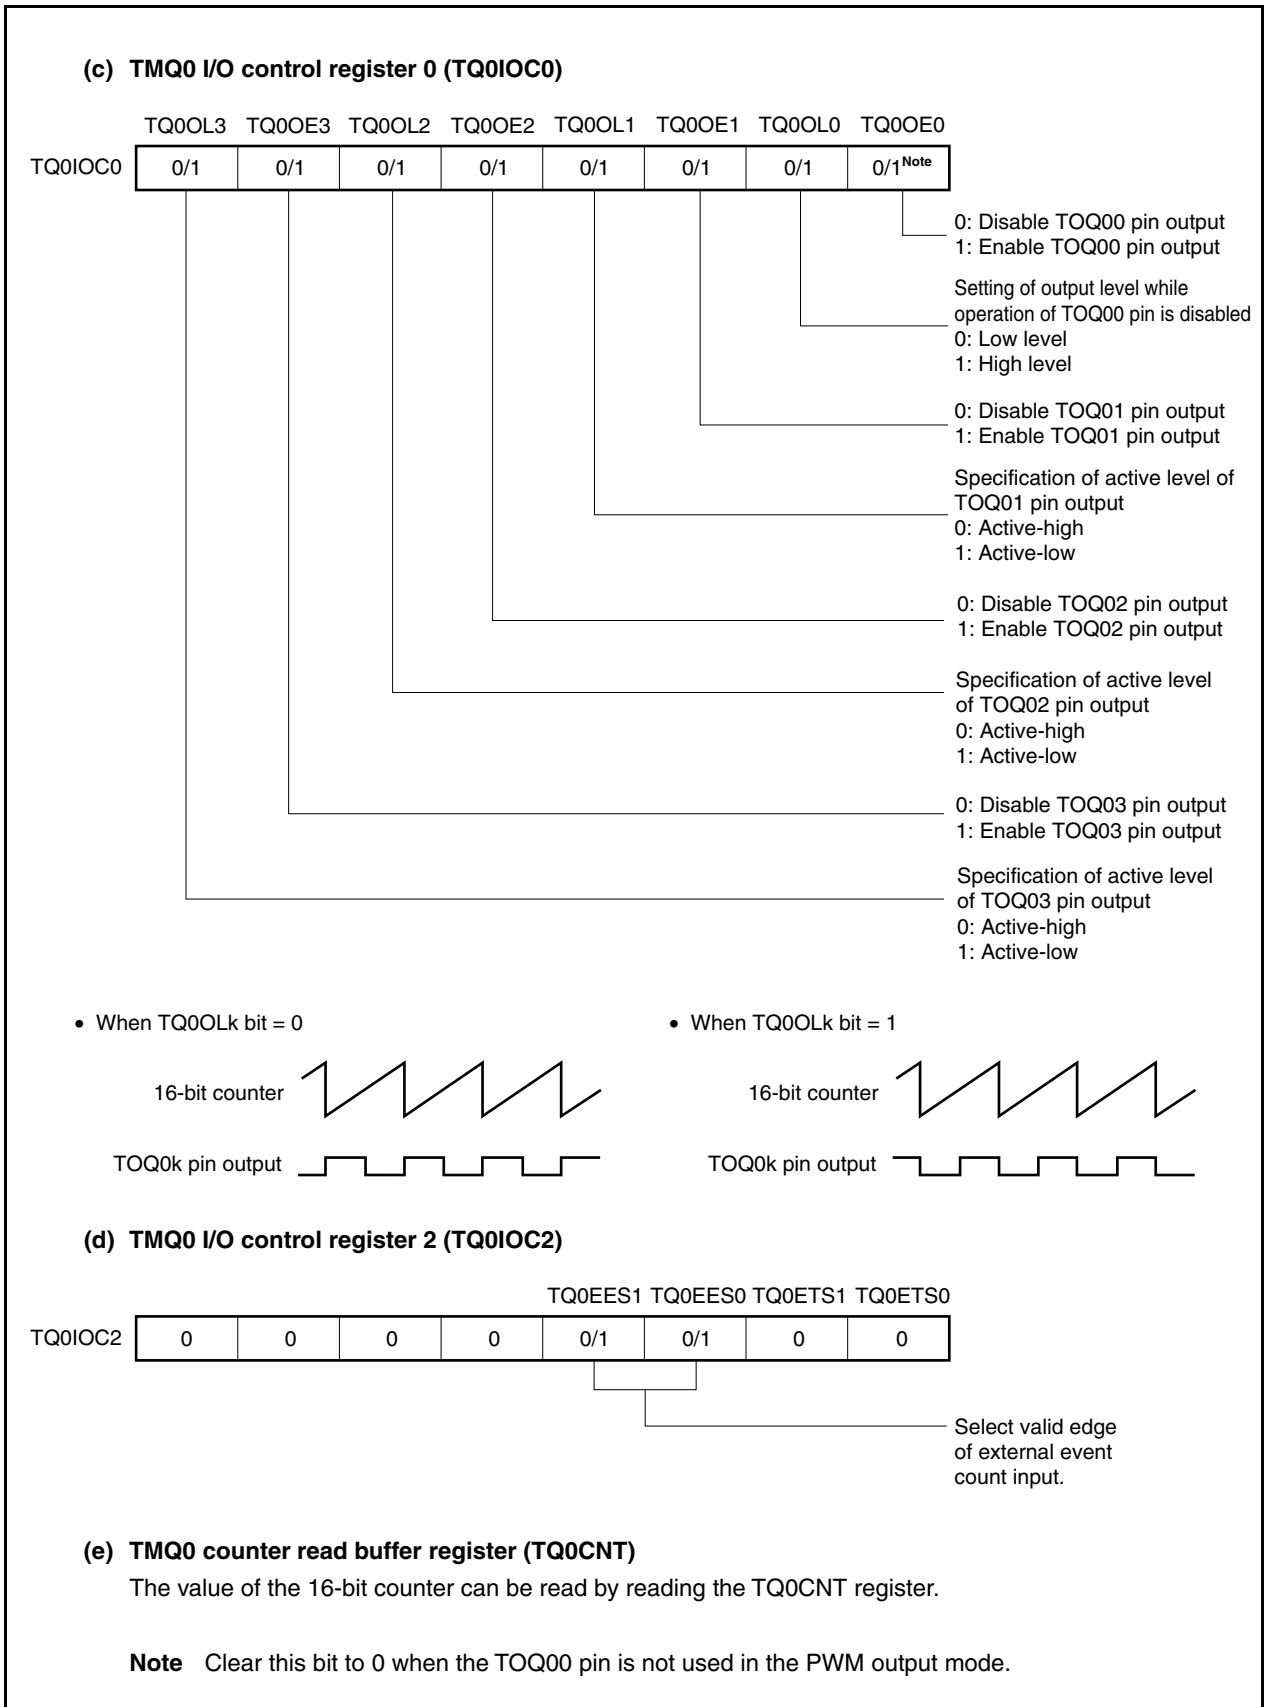 (c) TMQ0 I/O control register 0 (TQ0IOC0)
TQ0OL3 TQ0OE3 TQ0OL2 TQ0OE2 TQ0OL1 TQ0OE1 TQ0OL0 TQ0OE0
TQ0IOC0 0/1 0/1 0/1 0/1 0/1 0/1 0/1 0/1Note
0: Disable TOQ00 pin output
1: Enable TOQ00 pin output
Setting of output level while
operation of TOQ00 pin is disabled
0: Low level
1: High level
0: Disable TOQ01 pin output
1: Enable TOQ01 pin output
Specification of active level of
TOQ01 pin output
0: Active-high
1: Active-low
0: Disable TOQ02 pin output
1: Enable TOQ02 pin output
Specification of active level
of TOQ02 pin output
0: Active-high
1: Active-low
0: Disable TOQ03 pin output
1: Enable TOQ03 pin output
Specification of active level
of TOQ03 pin output
0: Active-high
1: Active-low
• When TQ0OLk bit = 0
16-bit counter
TOQ0k pin output
• When TQ0OLk bit = 1
16-bit counter
TOQ0k pin output
(d) TMQ0 I/O control register 2 (TQ0IOC2)
TQ0EES1 TQ0EES0 TQ0ETS1 TQ0ETS0
TQ0IOC2 0 0 0 0 0/1 0/1 0 0
Select valid edge
of external event
count input.
(e) TMQ0 counter read buffer register (TQ0CNT)
The value of the 16-bit counter can be read by reading the TQ0CNT register.
Note Clear this bit to 0 when the TOQ00 pin is not used in the PWM output mode.